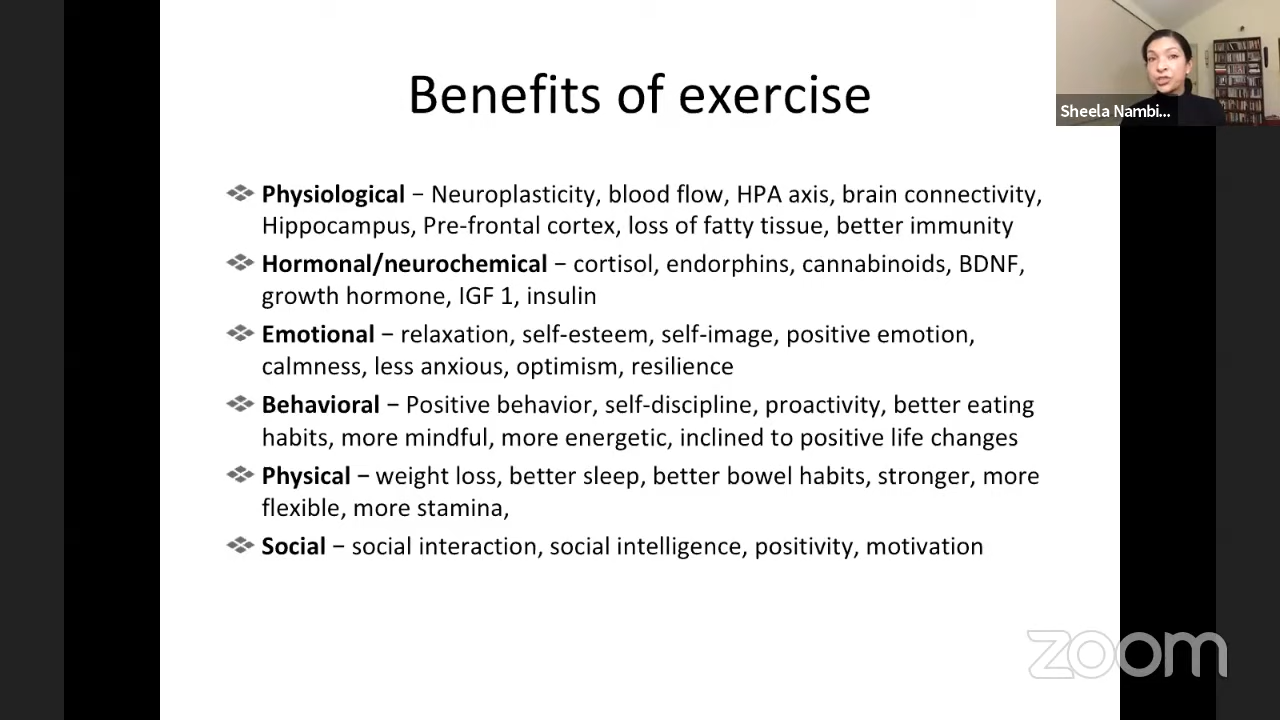 Benefits of exercise
Sheela Nambi...
Physiological – Neuroplasticity, blood flow, HPA axis, brain connectivity,
Hippocampus, Pre-frontal cortex, loss of fatty tissue, better immunity
Hormonal/neurochemical – cortisol, endorphins, cannabinoids, BDNF,
growth hormone, IGF 1, insulin
Emotional – relaxation, self-esteem, self-image, positive emotion,
calmness, less anxious, optimism, resilience
Behavioral – Positive behavior, self-discipline, proactivity, better eating
habits, more mindful, more energetic, inclined to positive life changes
Physical – weight loss, better sleep, better bowel habits, stronger, more
flexible, more stamina,
Social – social interaction, social intelligence, positivity, motivation
zoom